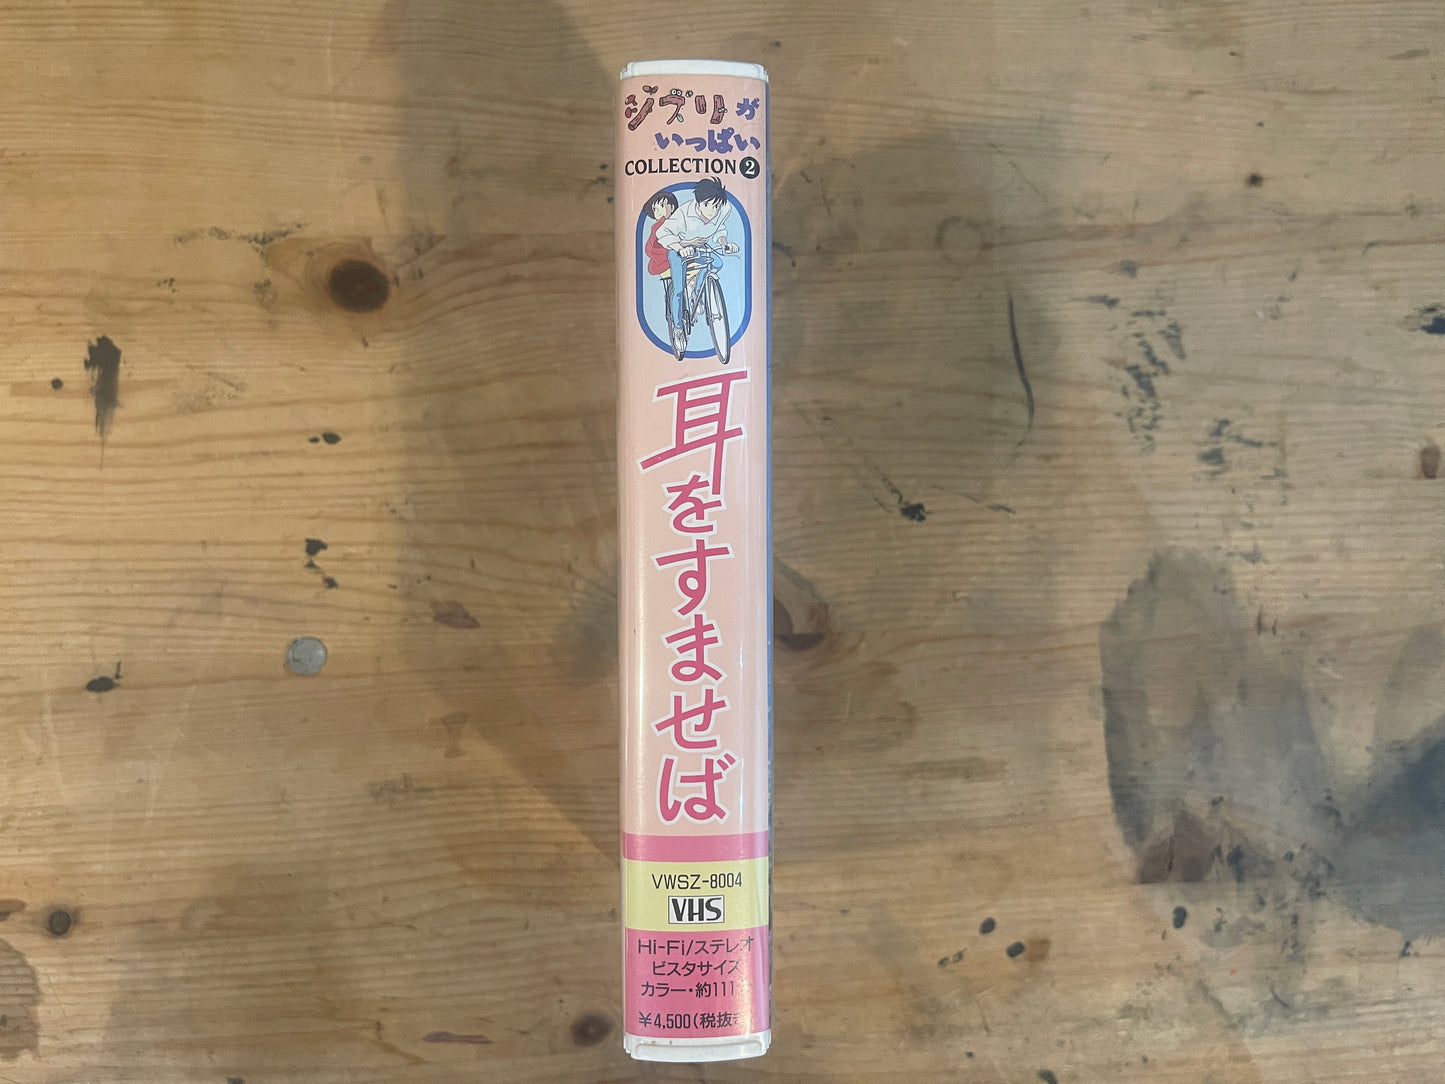 ジブリが
いっぱい
COLLECTION 2
耳をすませば
VWSZ-8004
VHS
Hi-Fi/ステレオ
ビスタサイズ
カラー・約111
¥4,500(税抜き